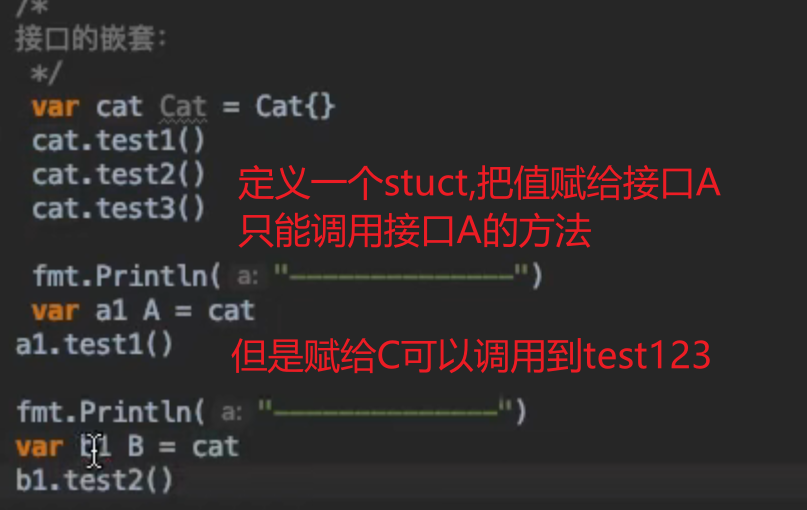 /*
接口的嵌套：
*/
var cat Cat = Cat{}
cat.test1()
cat.test2()
cat.test3()
定义一个stuct,把值赋给接口A
只能调用接口A的方法
fmt.Println( a: "———————————————")
var a1 A = cat
a1.test1()
但是赋给C可以调用到test123
fmt.Println( a: "———————————————")
var b1 B = cat
b1.test2()